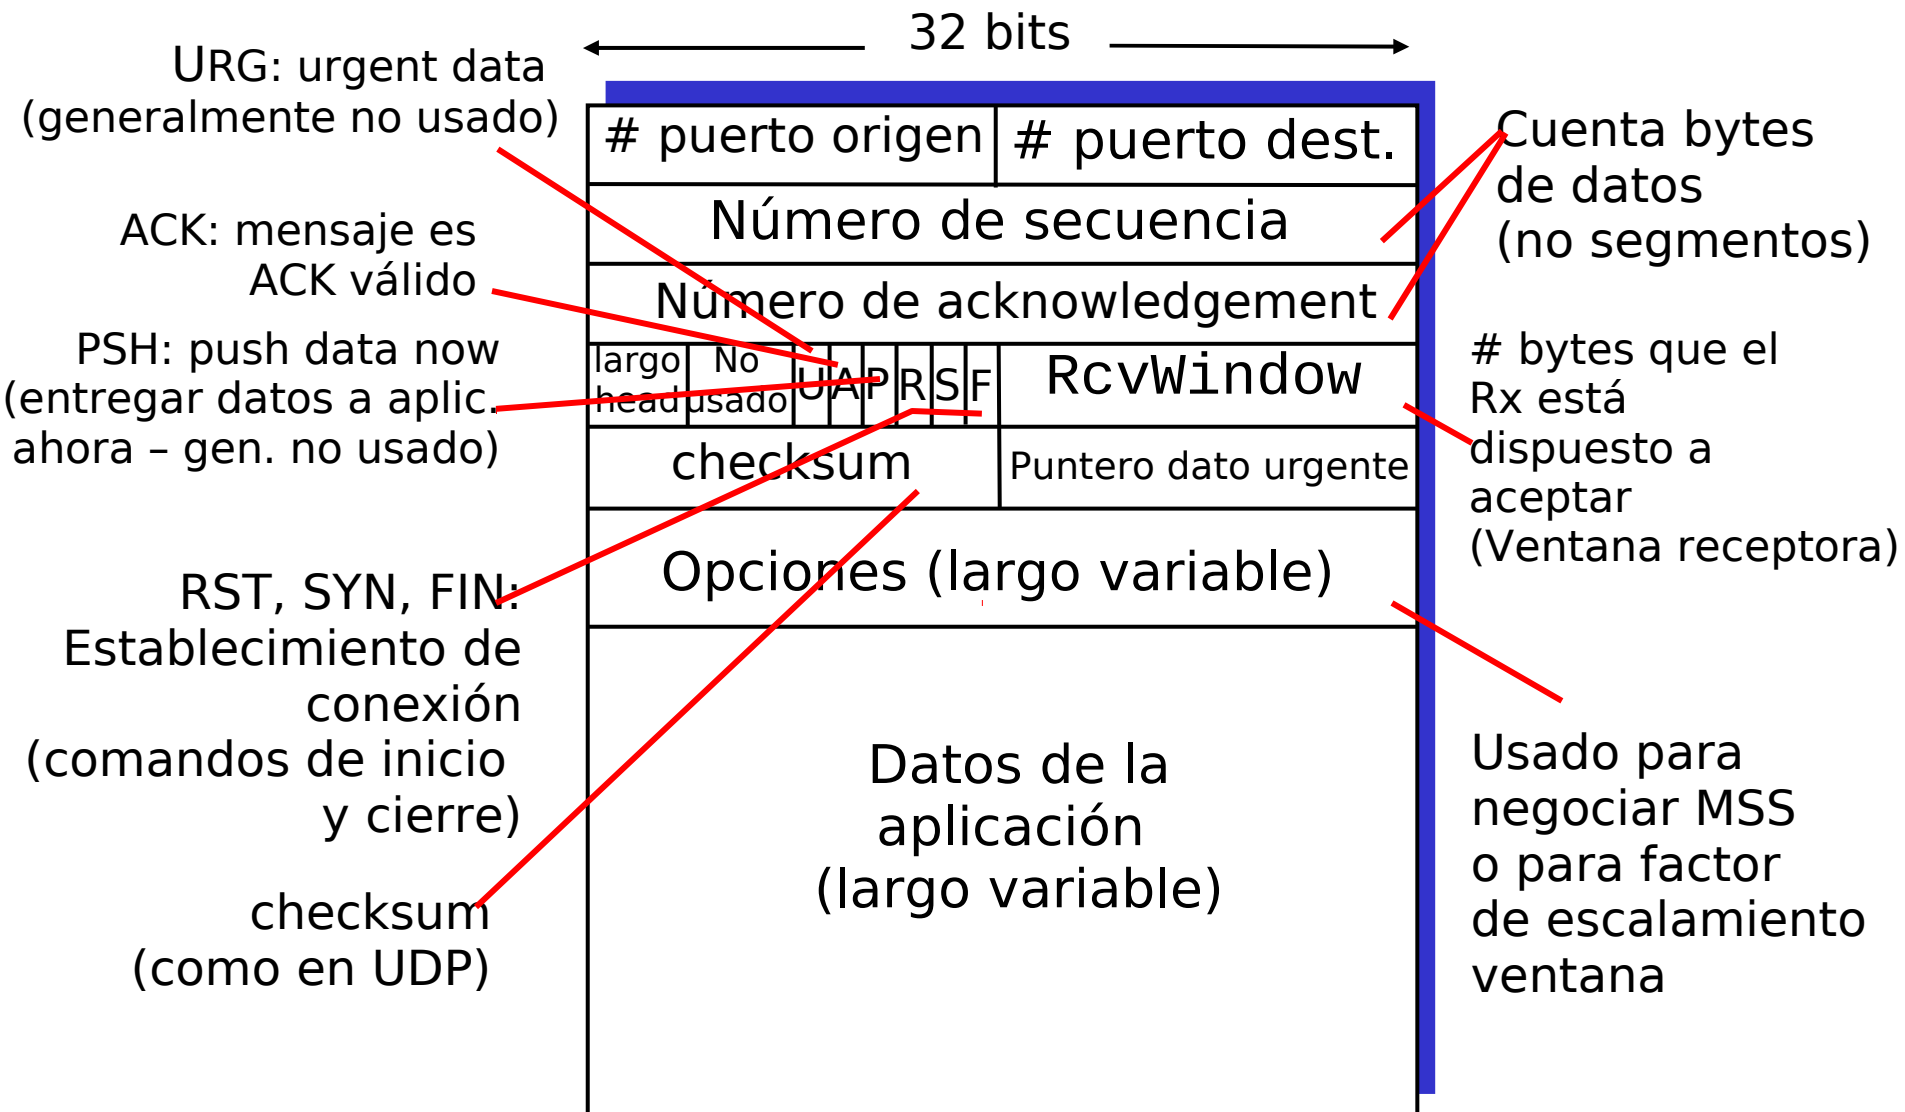 32 bits
URG: urgent data
(generalmente no usado)
ACK: mensaje es
ACK válido
PSH: push data now
(entregar datos a aplic.
ahora – gen. no usado)
RST, SYN, FIN:
Establecimiento de
conexión
(comandos de inicio
y cierre)
checksum
(como en UDP)
# puerto origen
# puerto dest.
Número de secuencia
Número de acknowledgement
largo
head
No
usado
U
A
P
R
S
F
RcvWindow
checksum
Puntero dato urgente
Opciones (largo variable)
Datos de la
aplicación
(largo variable)
Cuenta bytes
de datos
(no segmentos)
# bytes que el
Rx está
dispuesto a
aceptar
(Ventana receptora)
Usado para
negociar MSS
o para factor
de escalamiento
ventana